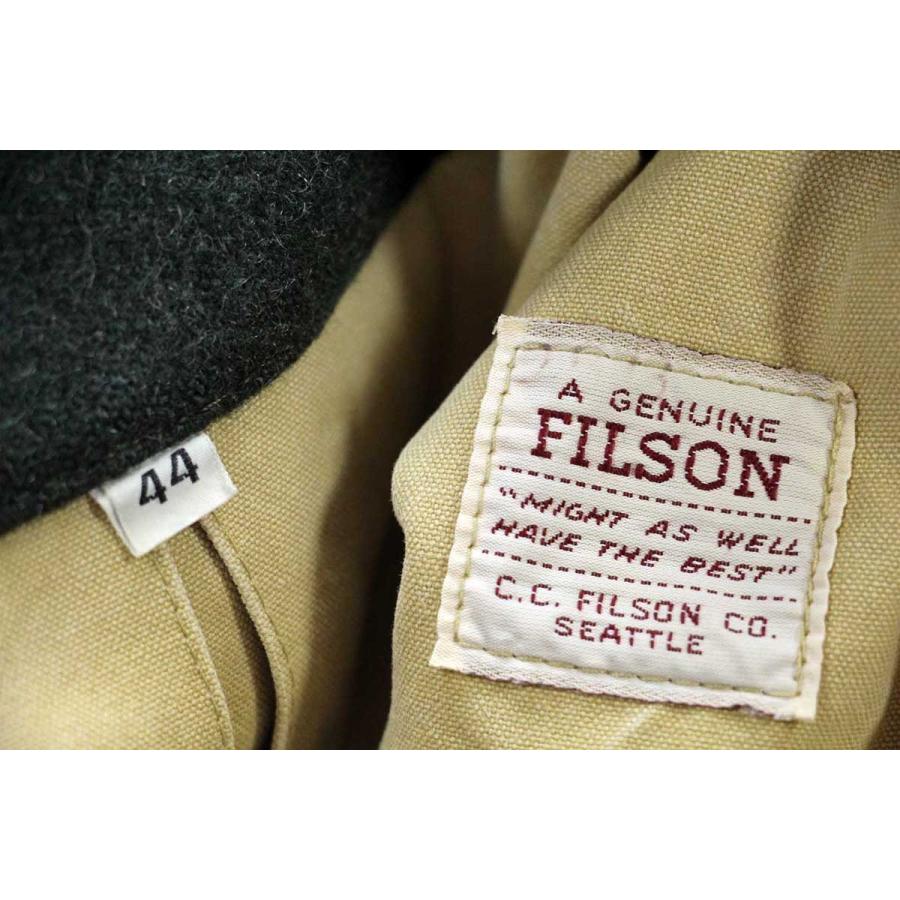 44
A GENUINE
FILSON
"MIGHT AS WELL
HAVE THE BEST"
C.C. FILSON CO.
SEATTLE